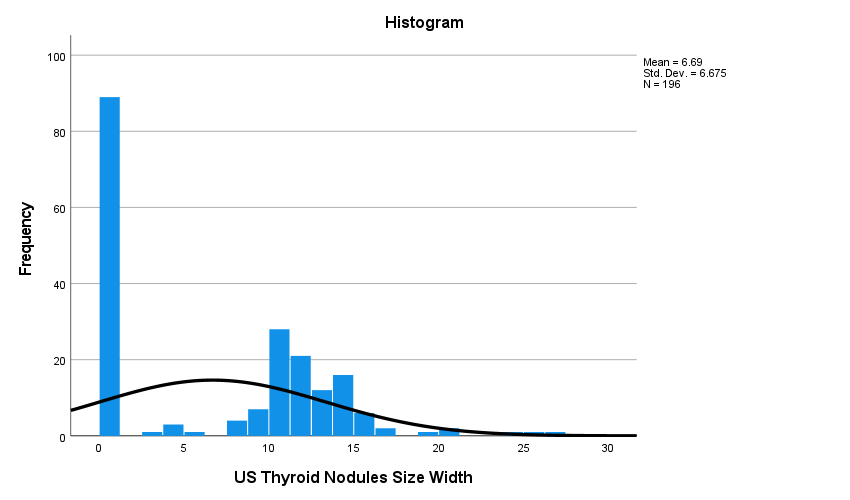 Histogram
Mean = 6.69
Std. Dev. = 6.675
N = 196
Frequency
100
80
60
40
20
0
0 5 10 15 20 25 30
US Thyroid Nodules Size Width